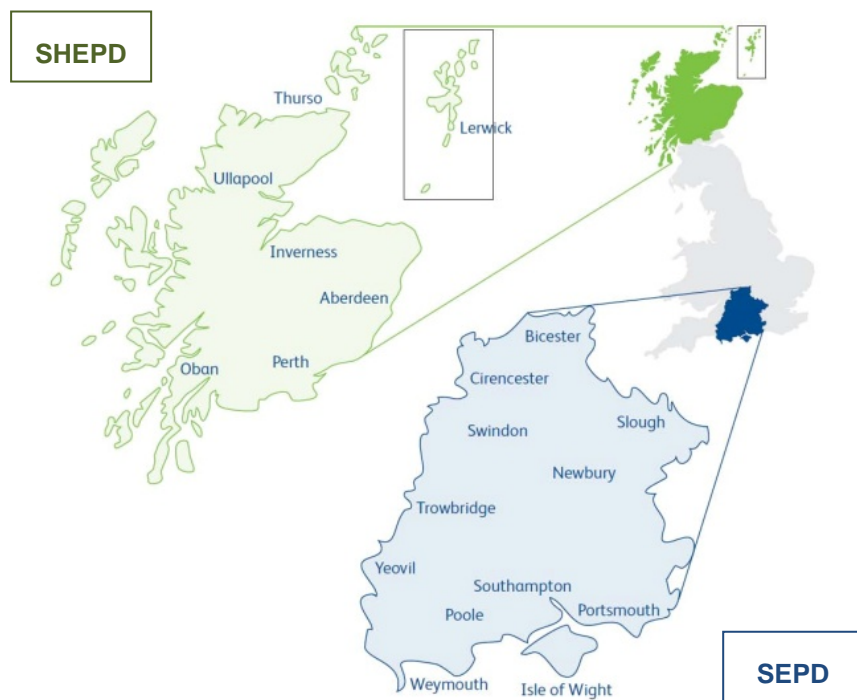 SHEPD
Thurso
Lerwick
Ullapool
Inverness
Aberdeen
Perth
Oban
Bicester
Cirencester
Slough
Swindon
Newbury
Trowbridge
Yeovil
Southampton
Portsmouth
Poole
Weymouth
Isle of Wight
SEPD